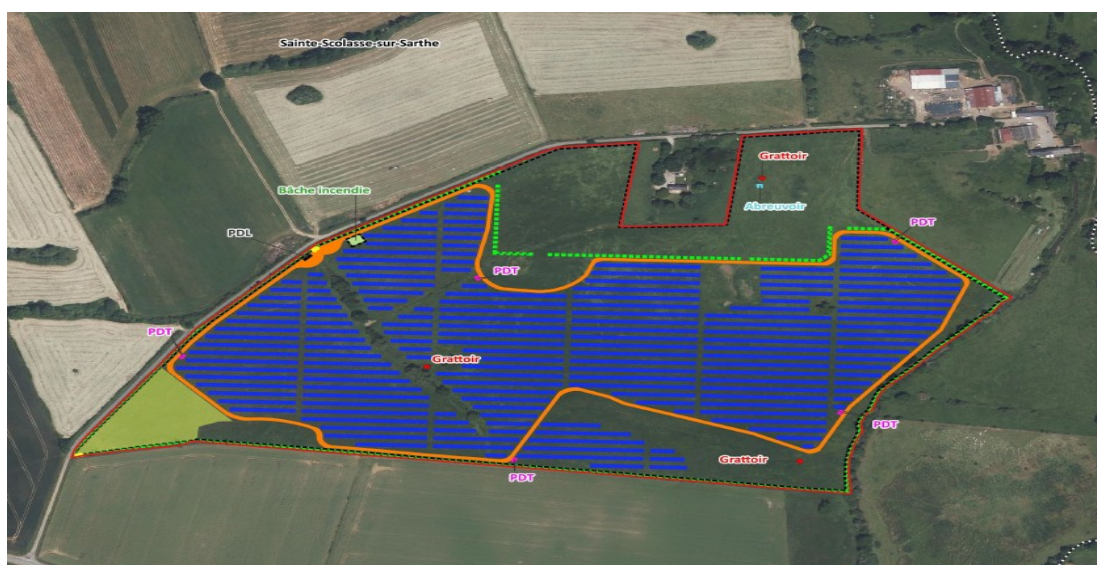 Sainte-Scolasse-sur-Sarthe
Grattoir
Bâche incendie
Abreuvoir
PDL
PDT
PDT
PDT
Grattoir
PDT
Grattoir
PDT